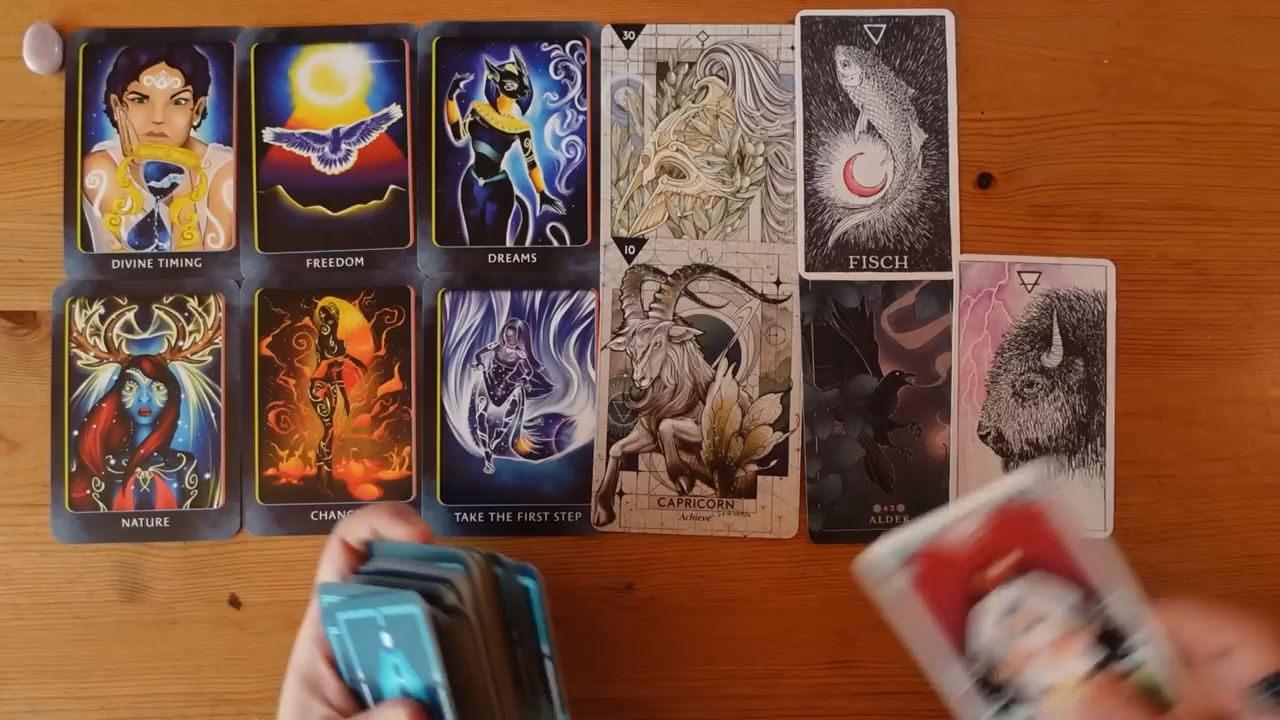 DIVINE TIMING
FREEDOM
DREAMS
30
FISCH
NATURE
TAKE THE FIRST STEP
10
CAPRICORN
Achieve
43
ALDER